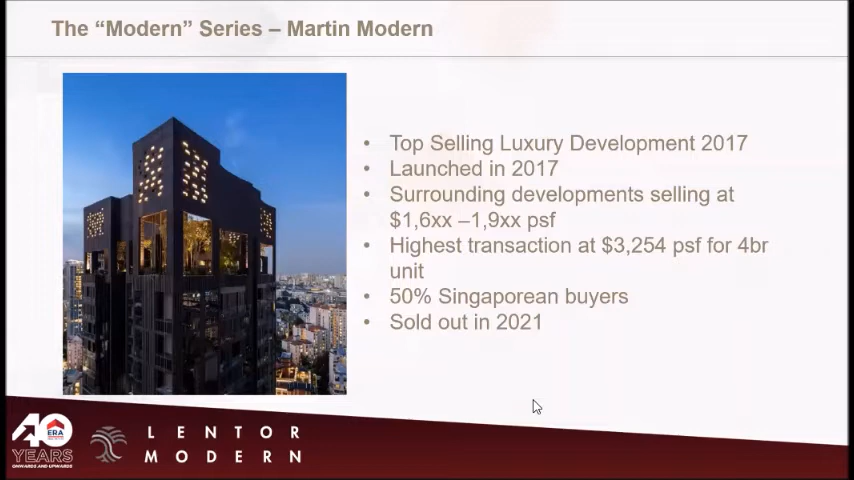 The “Modern” Series – Martin Modern
• Top Selling Luxury Development 2017
• Launched in 2017
• Surrounding developments selling at
$1,6xx –1,9xx psf
• Highest transaction at $3,254 psf for 4br
unit
• 50% Singaporean buyers
• Sold out in 2021
40
ERA
YEARS
ONWARDS AND UPWARDS
LENTOR
MODERN